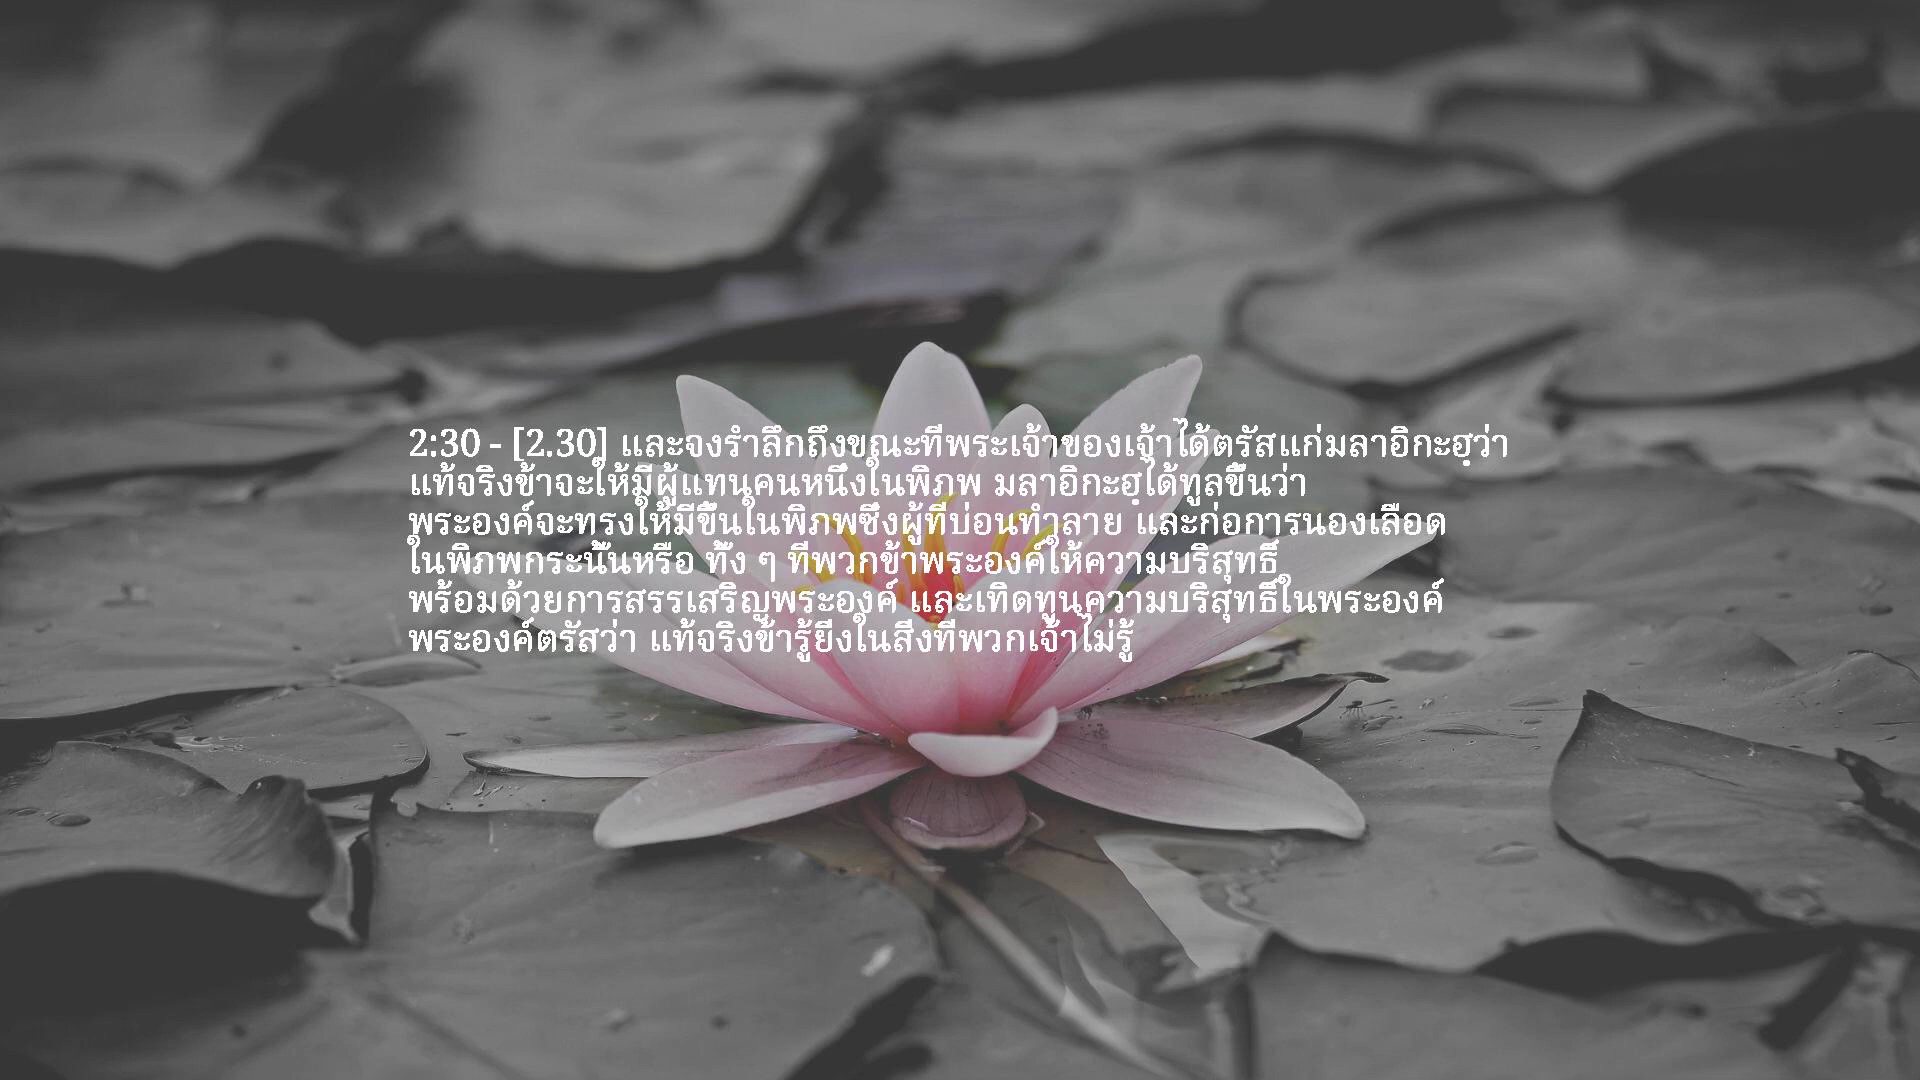 2:30 - [2.30] และจงรำลึกถึงขณะที่พระเจ้าของเจ้าได้ตรัสแก่มลาอิกะฮฺว่า
แท้จริงข้าจะให้มีผู้แทนคนหนึ่งในพิภพ มลาอิกะฮฺได้ทูลขึ้นว่า
พระองค์จะทรงให้มีขึ้นในพิภพซึ่งผู้ที่บ่อนทำลาย และก่อการนองเลือด
ในพิภพกระนั้นหรือ ทั้ง ๆ ที่พวกข้าพระองค์ให้ความบริสุทธิ์
พร้อมด้วยการสรรเสริญพระองค์ และเทิดทูนความบริสุทธิ์ในพระองค์
พระองค์ตรัสว่า แท้จริงข้ารู้ยิ่งในสิ่งที่พวกเจ้าไม่รู้